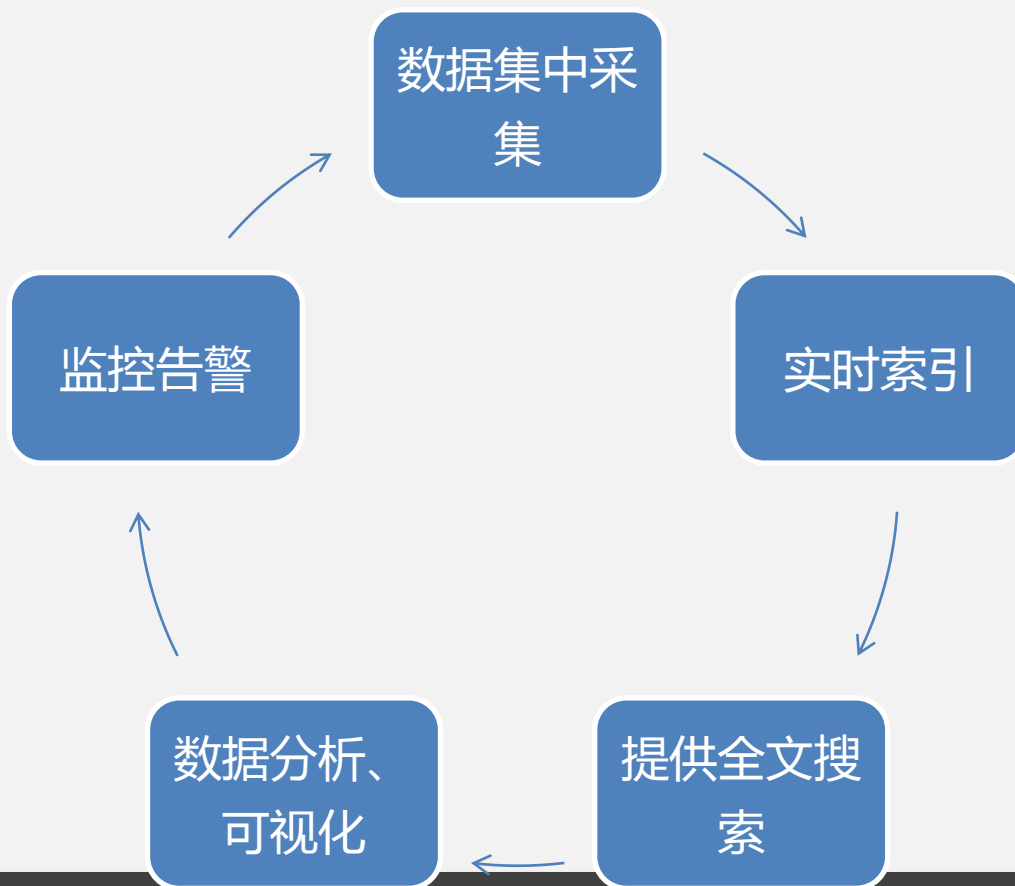 数据集中采
集
监控告警
实时索引
数据分析、
可视化
提供全文搜
索